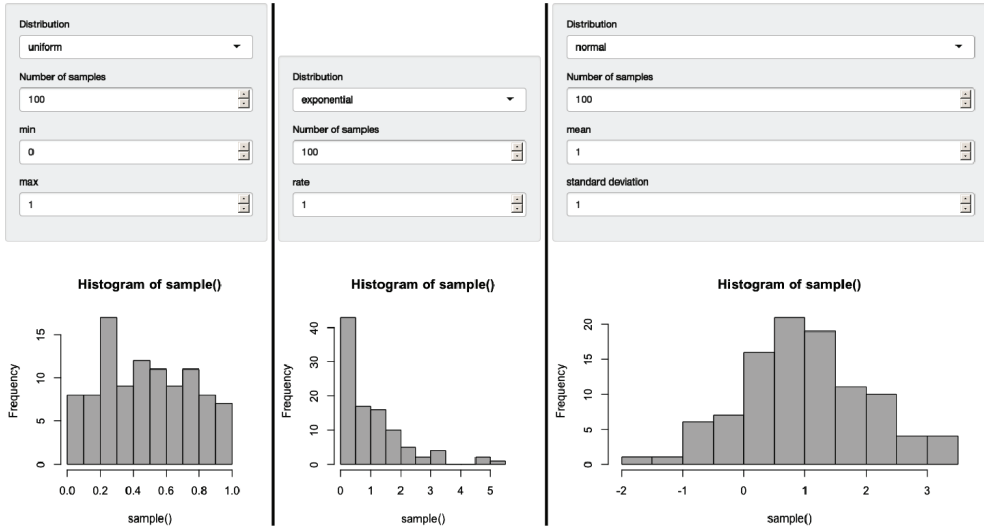 Distribution
uniform
Number of samples
100
min
0
max
1
Histogram of sample()
Frequency
15
10
5
0
0.0 0.2 0.4 0.6 0.8 1.0
sample()
Distribution
exponential
Number of samples
100
rate
1
Histogram of sample()
Frequency
40
30
20
10
0
0 1 2 3 4 5
sample()
Distribution
normal
Number of samples
100
mean
1
standard deviation
1
Histogram of sample()
Frequency
20
15
10
5
0
-2 -1 0 1 2 3
sample()